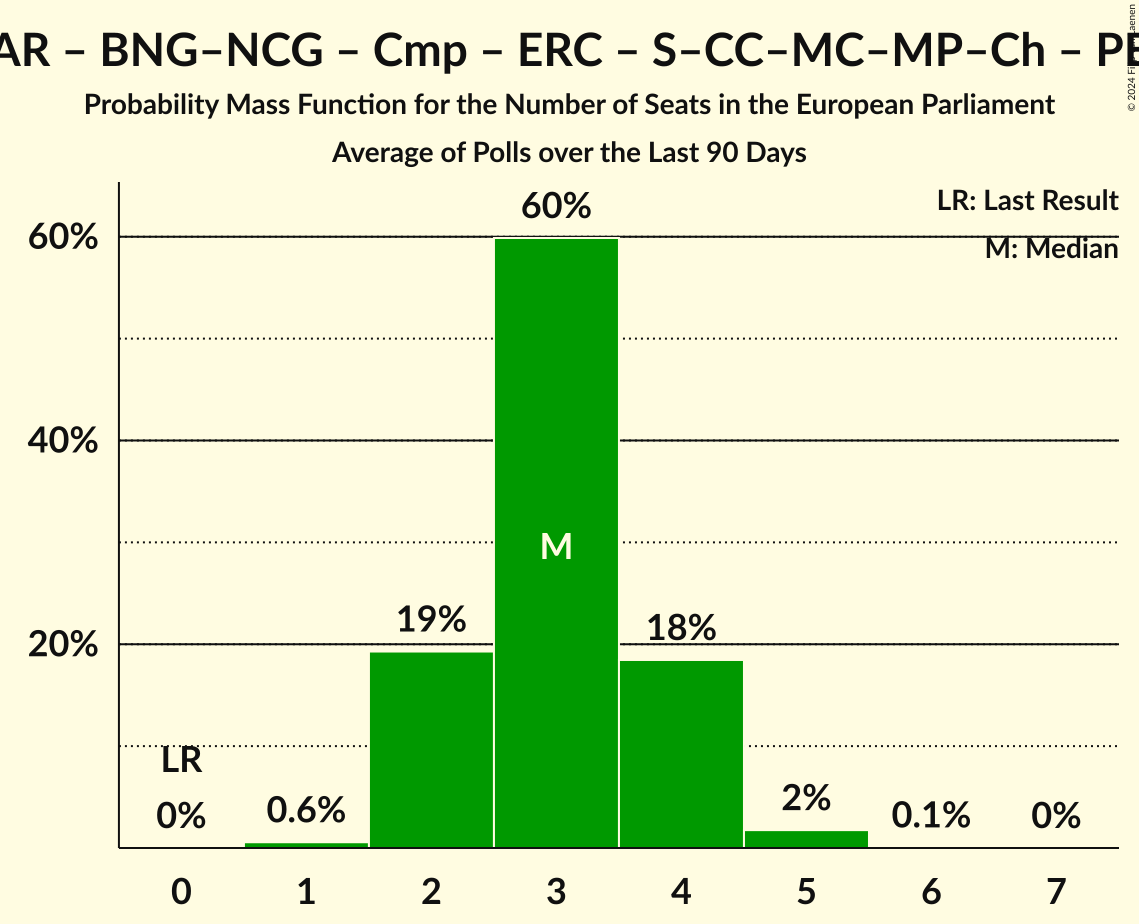 AR – BNG–NCG – Cmp – ERC – S–CC–MC–MP–Ch –
Probability Mass Function for the Number of Seats in the European Parliament
Average of Polls over the Last 90 Days
© 2024
LR: Last Result
M: Median
60%
60%
40%
M
19%
18%
20%
LR
0%
0.6%
2%
0.1%
0%
0 1 2 3 4 5 6 7